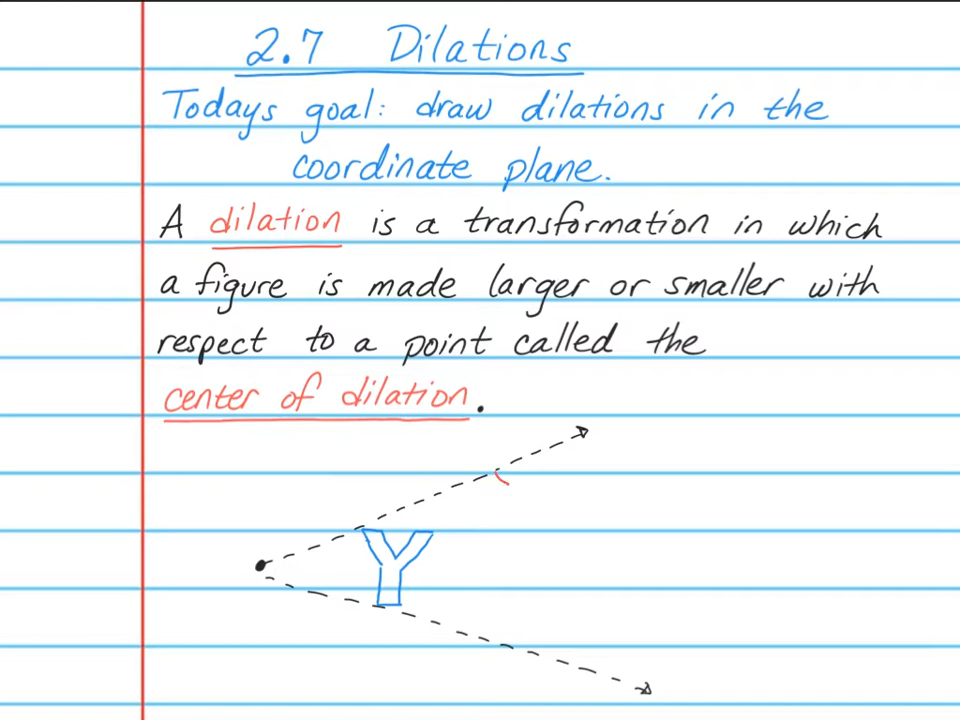 2.7 Dilations
Todays goal: draw dilations in the
coordinate plane.
A dilation is a transformation in which
a figure is made larger or smaller with
respect to a point called the
center of dilation.
Y